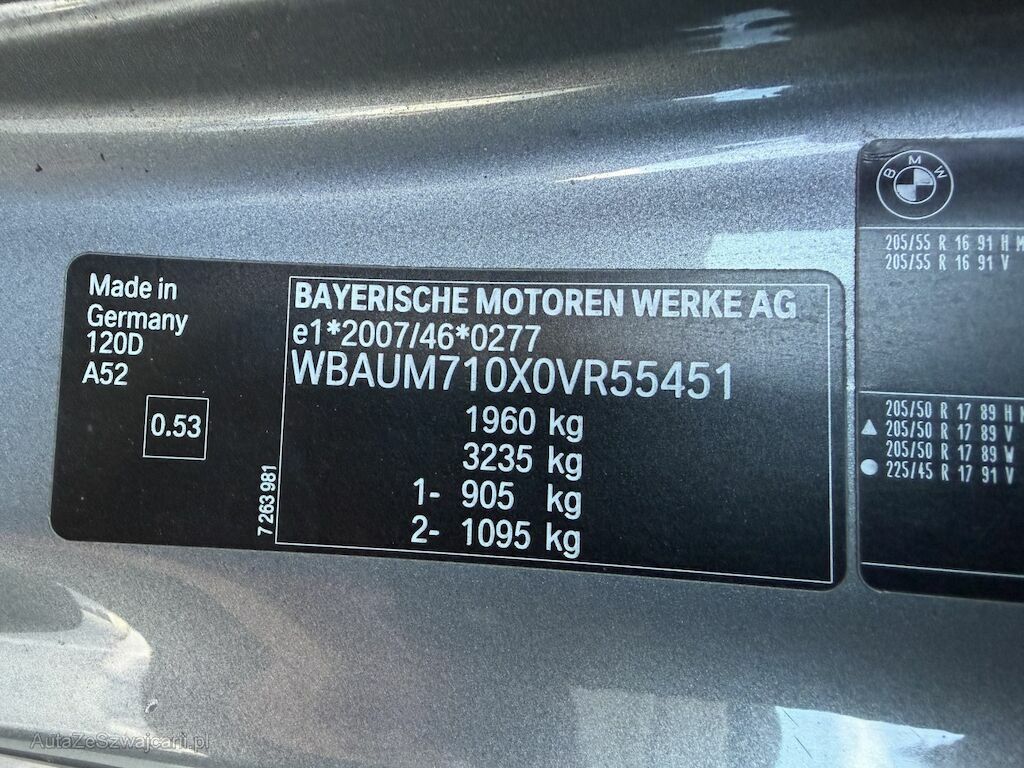 Made in
Germany
120D
A52
0.53
7 263 981
BAYERISCHE MOTOREN WERKE AG
e1*2007/46*0277
WBAUM710X0VR55451
1960 kg
3235 kg
1- 905 kg
2- 1095 kg
BMW
205/55 R 16 91 H M
205/55 R 16 91 V
205/50 R 17 89 H
205/50 R 17 89 V
205/50 R 17 89 W
225/45 R 17 91 V
AutaZeSzwajcarii.pl